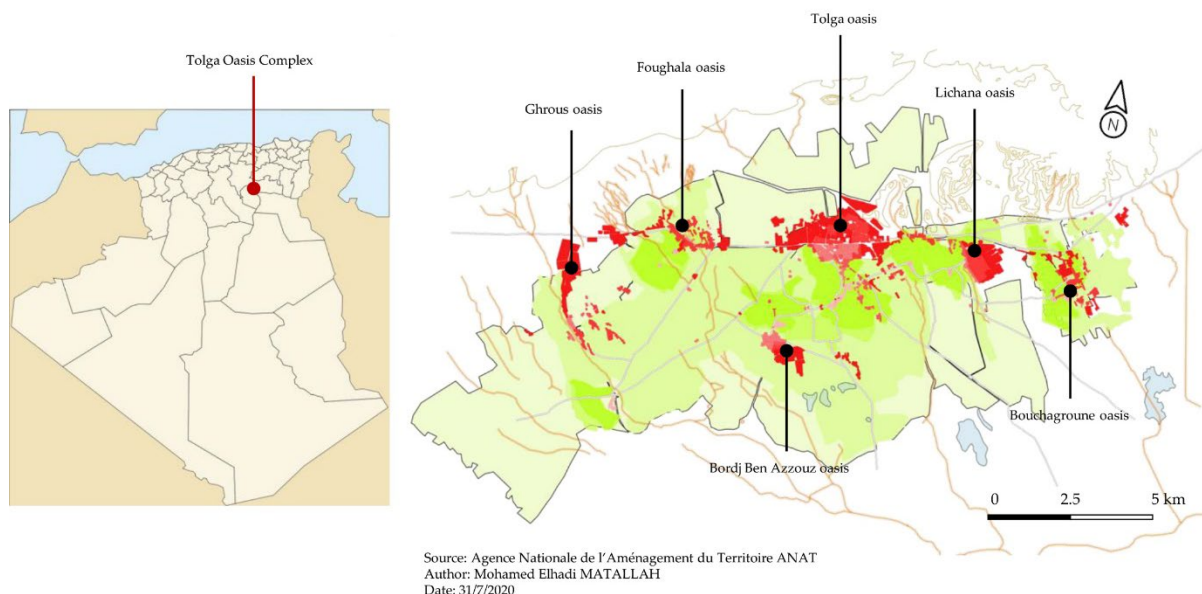 Tolga Oasis Complex
Tolga oasis
Foughala oasis
Lichana oasis
Ghrous oasis
N
Bouchagroune oasis
Bordj Ben Azzouz oasis
0 2.5 5 km
Source: Agence Nationale de l'Aménagement du Territoire ANAT
Author: Mohamed Elhadi MATALLAH
Date: 31/7/2020